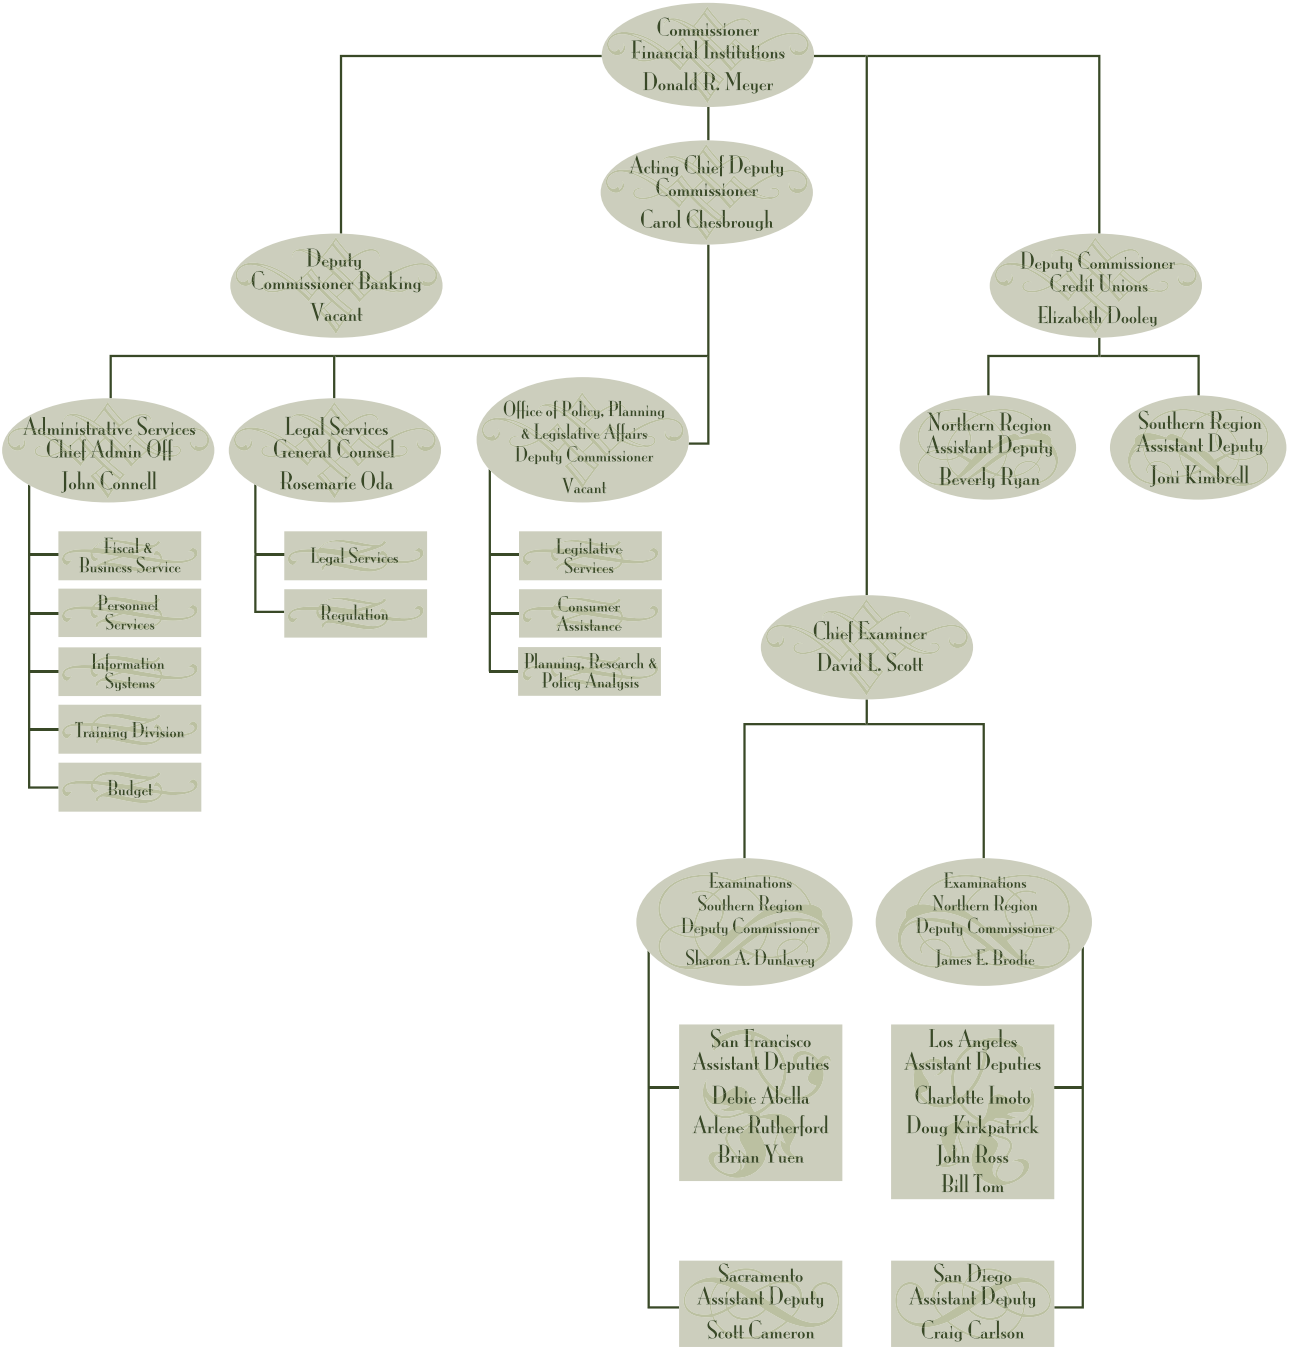 Commissioner
Financial Institutions
Donald R. Meyer
Acting Chief Deputy
Commissioner
Carol Chesbrough
Deputy
Commissioner Banking
Vacant
Deputy Commissioner
Credit Unions
Elizabeth Dooley
Administrative Services
Chief Admin Off
John Connell
Legal Services
General Counsel
Rosemarie Oda
Office of Policy, Planning
& Legislative Affairs
Deputy Commissioner
Vacant
Northern Region
Assistant Deputy
Beverly Ryan
Southern Region
Assistant Deputy
Joni Kimbrell
Fiscal &
Business Service
Personnel
Services
Information
Systems
Training Division
Budget
Legal Services
Regulation
Legislative
Services
Consumer
Assistance
Planning, Research &
Policy Analysis
Chief Examiner
David L. Scott
Examinations
Southern Region
Deputy Commissioner
Sharon A. Dunlavey
Examinations
Northern Region
Deputy Commissioner
James E. Brodie
San Francisco
Assistant Deputies
Debie Abella
Arlene Rutherford
Brian Yuen
Los Angeles
Assistant Deputies
Charlotte Imoto
Doug Kirkpatrick
John Ross
Bill Tom
Sacramento
Assistant Deputy
Scott Cameron
San Diego
Assistant Deputy
Craig Carlson